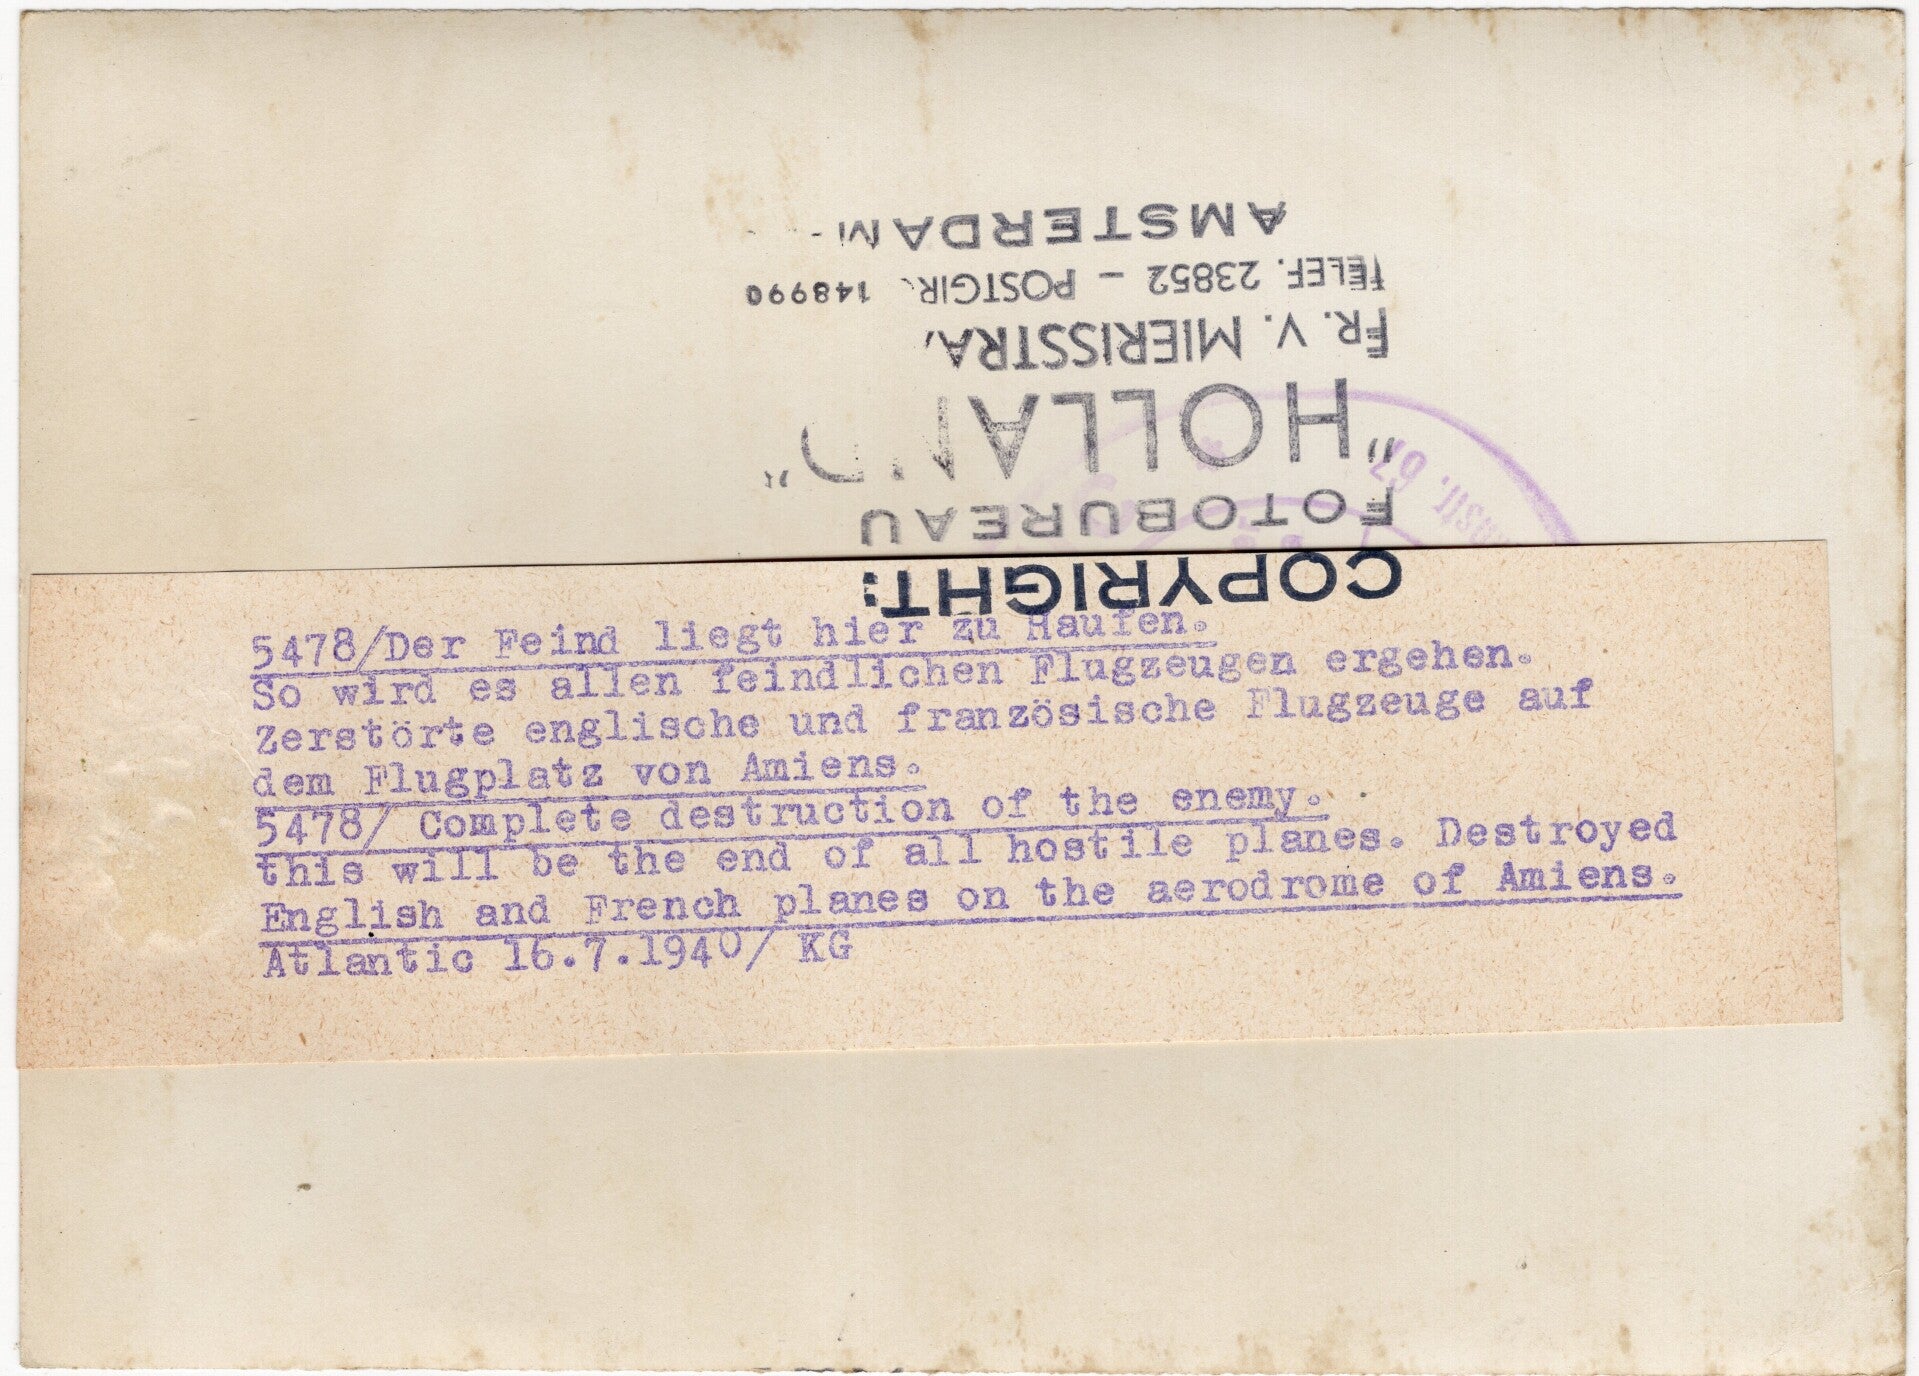 COPYRIGHT:
FOTOBUREAU
„HOLLAND"
FR. V. MIERISSTRA.
TELEF. 23852 – POSTGIR. 148990
AMSTERDAM
str. 67
5478/Der Feind liegt hier zu Haufen.
So wird es allen feindlichen Flugzeugen ergehen.
Zerstörte englische und französische Flugzeuge auf
dem Flugplatz von Amiens.
5478/ Complete destruction of the enemy.
this will be the end of all hostile planes. Destroyed
English and French planes on the aerodrome of Amiens.
Atlantic 16.7.1940/ KG